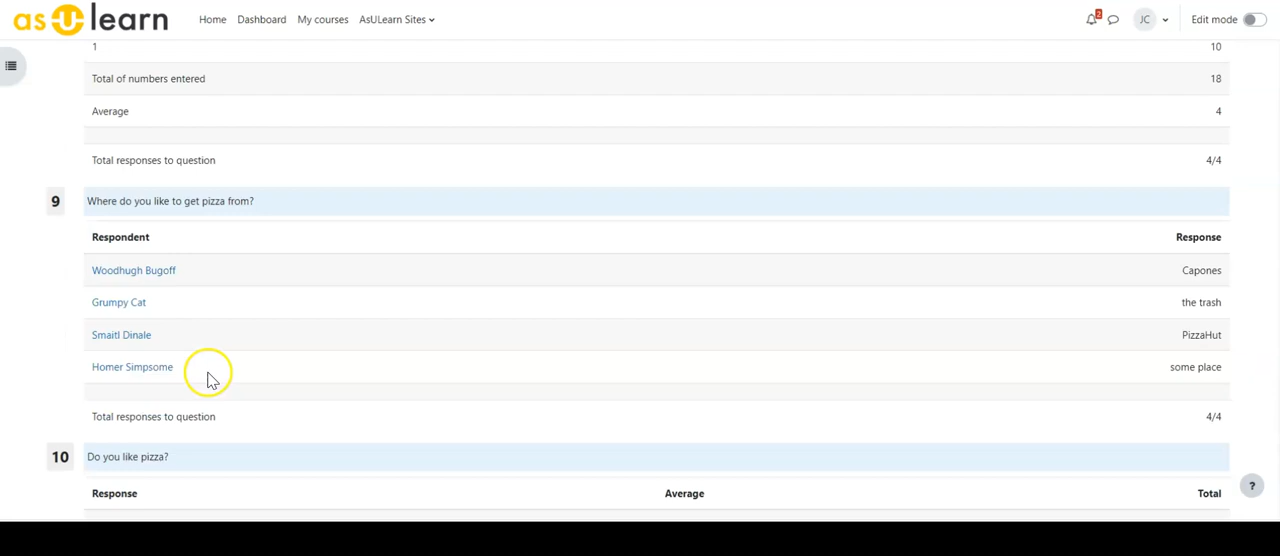 asUlearn Home Dashboard My courses AsULearn Sites 2 JC Edit mode
1 10
Total of numbers entered 18
Average 4
Total responses to question 4/4
9 Where do you like to get pizza from?
Respondent Response
Woodhugh Bugoff Capones
Grumpy Cat the trash
Smaitl Dinale PizzaHut
Homer Simpsome some place
Total responses to question 4/4
10 Do you like pizza?
Response Average Total
?